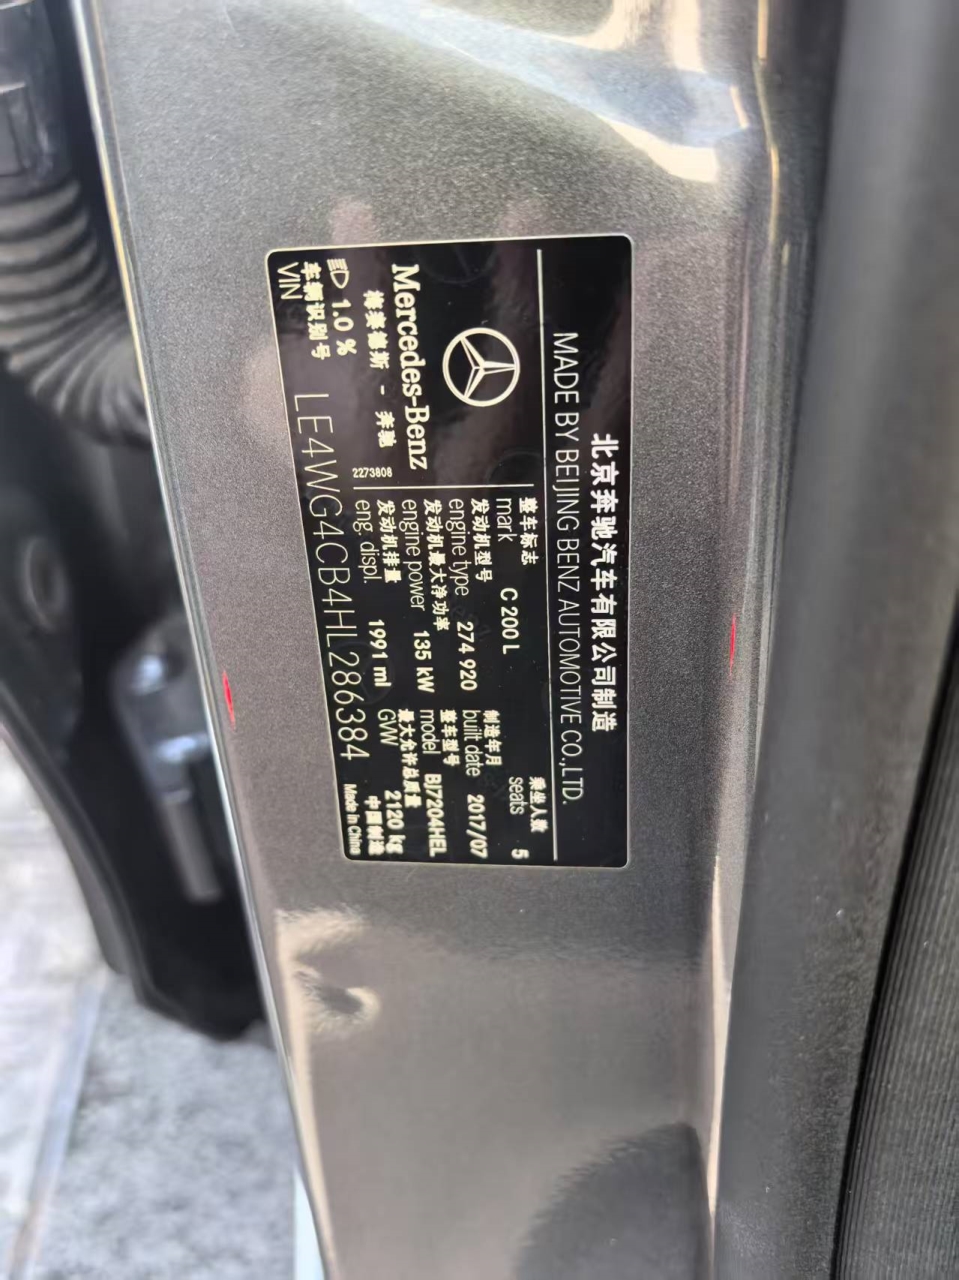 北京奔驰汽车有限公司制造
MADE BY BEIJING BENZ AUTOMOTIVE CO.,LTD.
Mercedes-Benz
梅赛德斯 - 奔驰
2273808
整车标志
mark C 200 L
乘坐人数
seats 5
发动机型号
engine type 274 920
制造年月
built date 2017/07
发动机最大净功率
engine power 135 kW
整车型号
model BJ7204HEL
发动机排量
eng. displ. 1991 ml
最大允许总质量
GVW 2120 kg
1.0 %
车辆识别号
VIN LE4WG4CB4HL286384
中国制造
Made in China